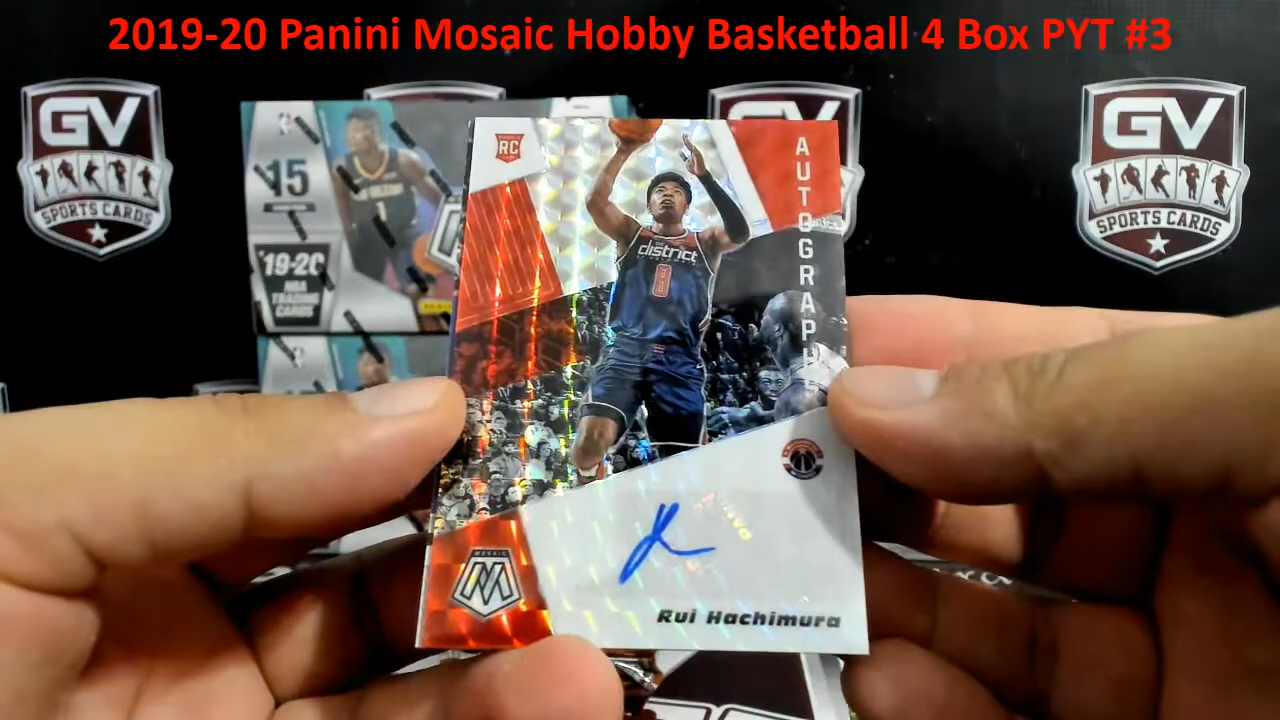 2019-20 Panini Mosaic Hobby Basketball 4 Box PYT #3
GV
SPORTS CARDS
GV
SPORTS CARDS
15
19-20
NBA
TRADING
CARDS
RC
AUTOGRAPH
district
8
MOSAIC
Rui Hachimura